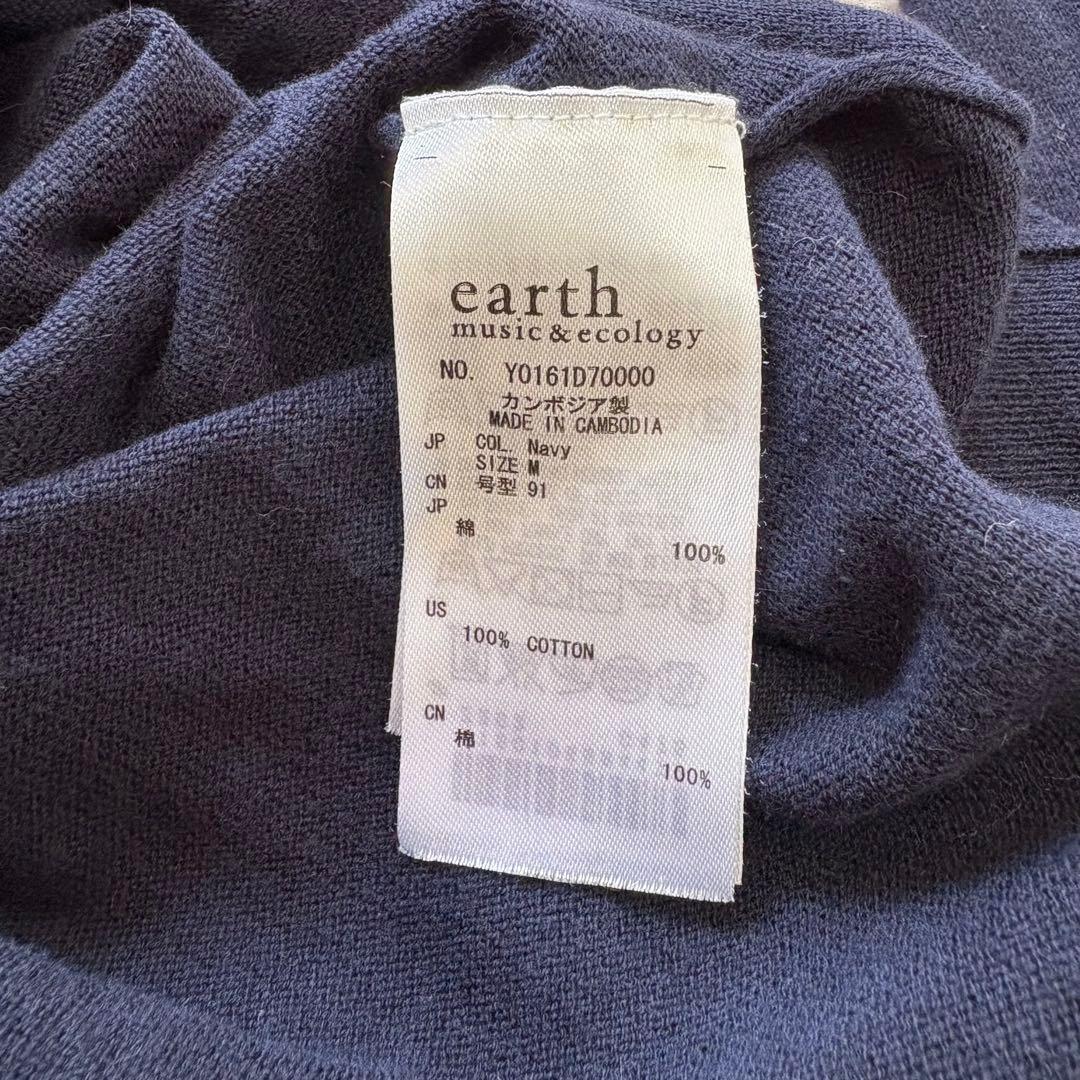 earth
music & ecology
NO. Y0161D70000
カンボジア製
MADE IN CAMBODIA
JP COL. Navy
SIZE M
CN 号型 91
JP
綿
100%
US
100% COTTON
CN
棉
100%